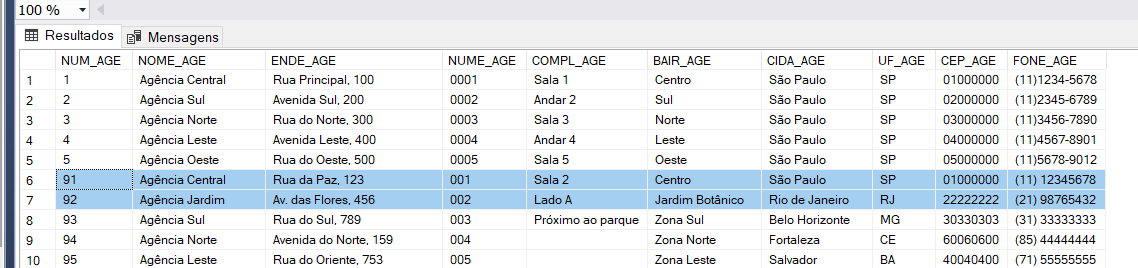 100 %
Resultados Mensagens
NUM_AGE NOME_AGE ENDE_AGE NUME_AGE COMPL_AGE BAIR_AGE CIDA_AGE UF_AGE CEP_AGE FONE_AGE
1 1 Agência Central Rua Principal, 100 0001 Sala 1 Centro São Paulo SP 01000000 (11)1234-5678
2 2 Agência Sul Avenida Sul, 200 0002 Andar 2 Sul São Paulo SP 02000000 (11)2345-6789
3 3 Agência Norte Rua do Norte, 300 0003 Sala 3 Norte São Paulo SP 03000000 (11)3456-7890
4 4 Agência Leste Avenida Leste, 400 0004 Andar 4 Leste São Paulo SP 04000000 (11)4567-8901
5 5 Agência Oeste Rua do Oeste, 500 0005 Sala 5 Oeste São Paulo SP 05000000 (11)5678-9012
6 91 Agência Central Rua da Paz, 123 001 Sala 2 Centro São Paulo SP 01000000 (11) 12345678
7 92 Agência Jardim Av. das Flores, 456 002 Lado A Jardim Botânico Rio de Janeiro RJ 22222222 (21) 98765432
8 93 Agência Sul Rua do Sul, 789 003 Próximo ao parque Zona Sul Belo Horizonte MG 30330303 (31) 33333333
9 94 Agência Norte Avenida do Norte, 159 004 Zona Norte Fortaleza CE 60060600 (85) 44444444
10 95 Agência Leste Rua do Oriente, 753 005 Zona Leste Salvador BA 40040400 (71) 55555555